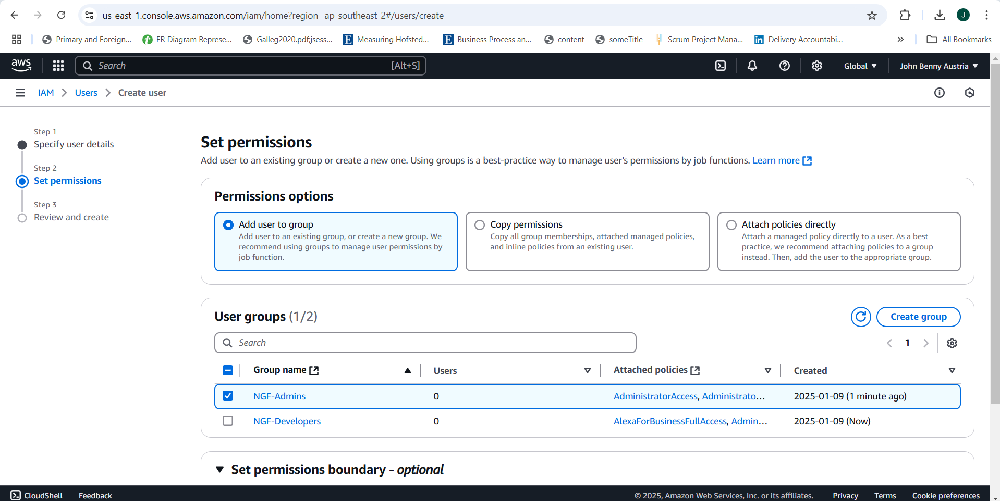 us-east-1.console.aws.amazon.com/iam/home?region=ap-southeast-2#/users/create
J
Primary and Foreign...
ER Diagram Represe...
Galleg2020.pdf;jsess...
Measuring Hofsted...
Business Process an...
content
someTitle
Scrum Project Mana...
Delivery Accountabi...
All Bookmarks
aws
Search
[Alt+S]
Global
John Benny Austria
IAM
Users
Create user
Step 1
Specify user details
Step 2
Set permissions
Step 3
Review and create
Set permissions
Add user to an existing group or create a new one. Using groups is a best-practice way to manage user's permissions by job functions. Learn more
Permissions options
Add user to group
Add user to an existing group, or create a new group. We
recommend using groups to manage user permissions by
job function.
Copy permissions
Copy all group memberships, attached managed policies,
and inline policies from an existing user.
Attach policies directly
Attach a managed policy directly to a user. As a best
practice, we recommend attaching policies to a group
instead. Then, add the user to the appropriate group.
User groups (1/2)
Create group
Search
1
Group name
Users
Attached policies
Created
NGF-Admins
0
AdministratorAccess, Administrato...
2025-01-09 (1 minute ago)
NGF-Developers
0
AlexaForBusinessFullAccess, Admin...
2025-01-09 (Now)
Set permissions boundary - optional
CloudShell
Feedback
© 2025, Amazon Web Services, Inc. or its affiliates.
Privacy
Terms
Cookie preferences